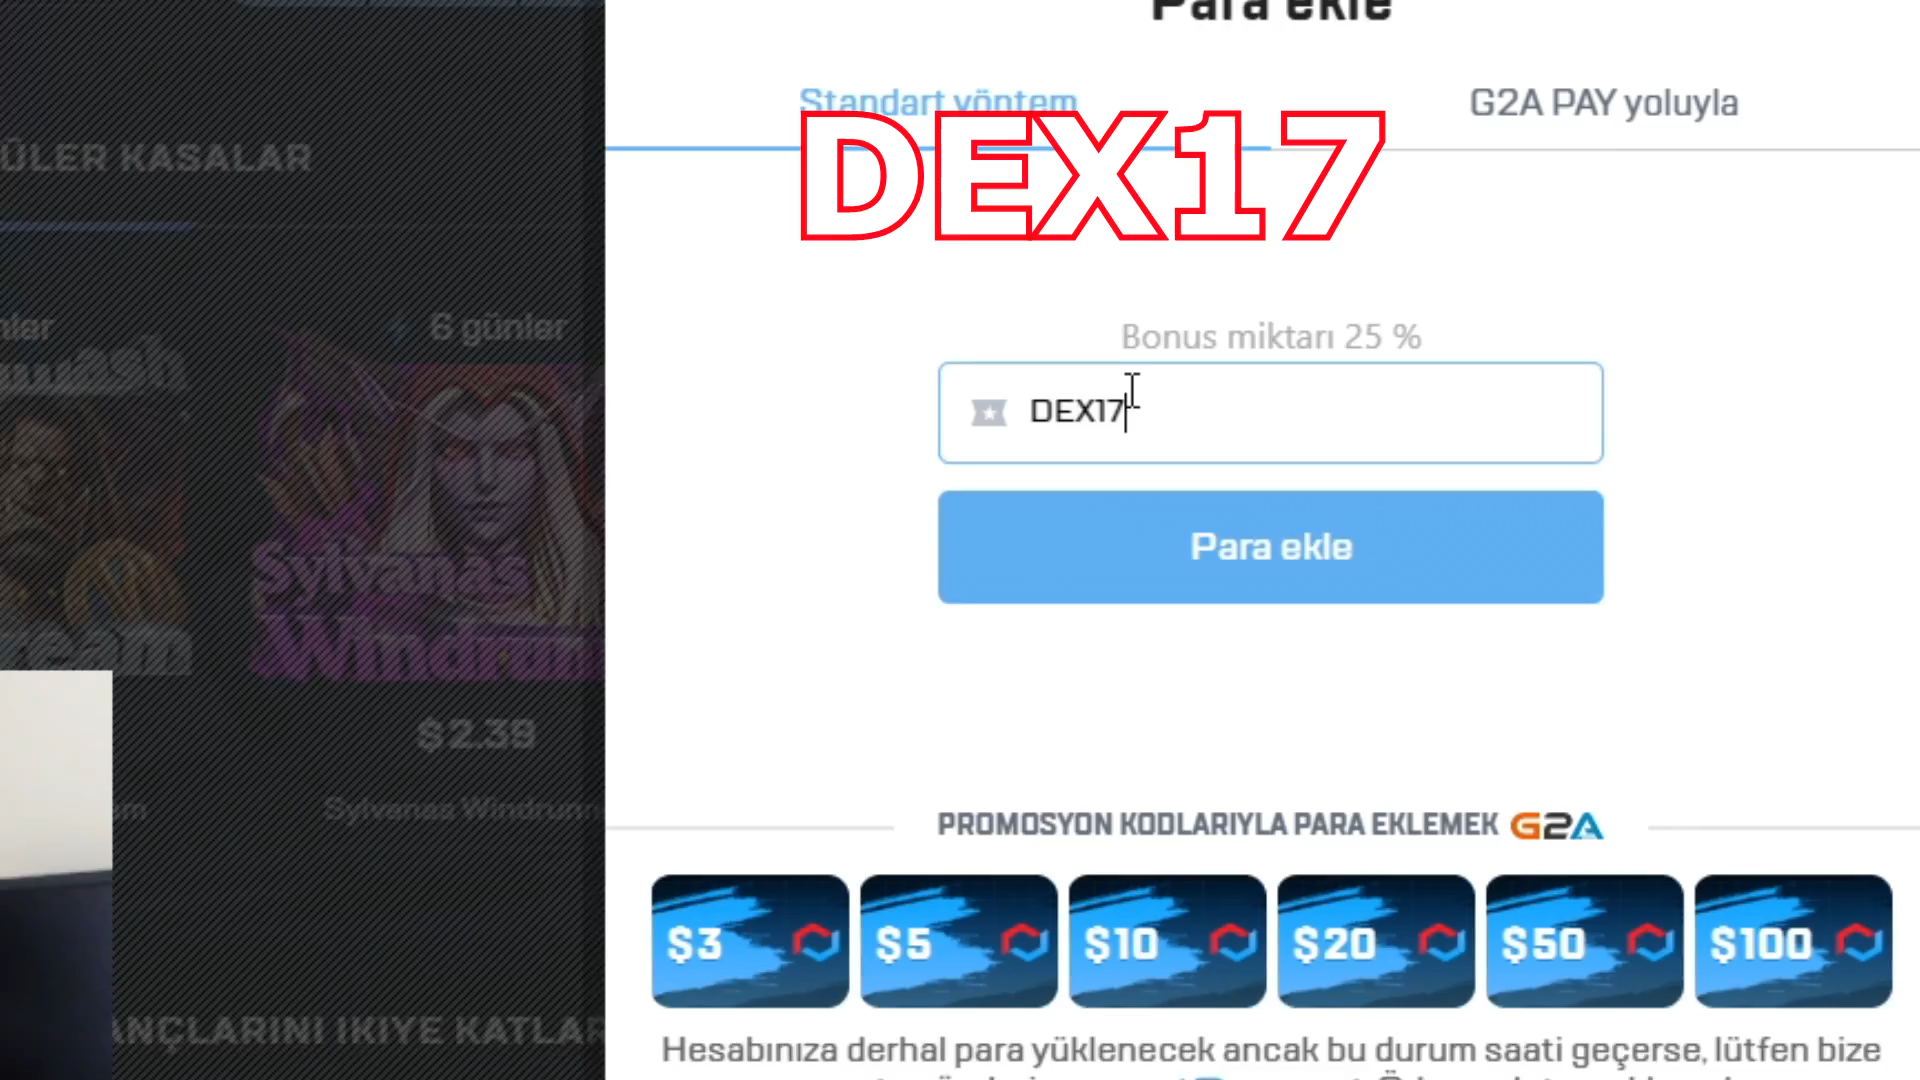 Para ekle
Standart yöntem
G2A PAY yoluyla
DEX17
ÜLER KASALAR
6 günler
Bonus miktarı 25 %
DEX17
Para ekle
Sylvanas
$2.39
Sylvanas
PROMOSYON KODLARIYLA PARA EKLEMEK G2A
$3
$5
$10
$20
$50
$100
Hesabınıza derhal para yüklenecek ancak bu durum saati geçerse, lütfen bize